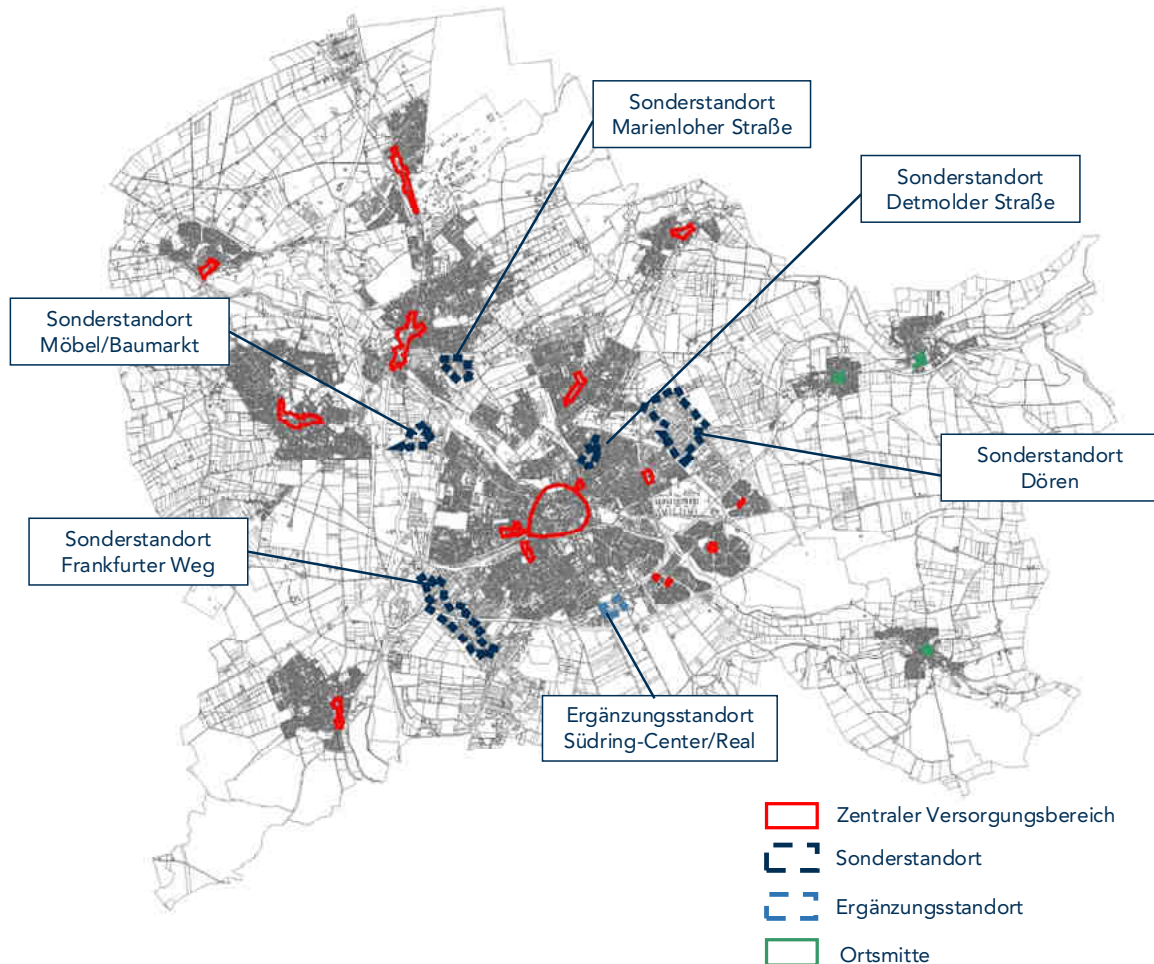 Sonderstandort
Marienloher Straße
Sonderstandort
Detmolder Straße
Sonderstandort
Möbel/Baumarkt
Sonderstandort
Dören
Sonderstandort
Frankfurter Weg
Ergänzungsstandort
Südring-Center/Real
Zentraler Versorgungsbereich
Sonderstandort
Ergänzungsstandort
Ortsmitte